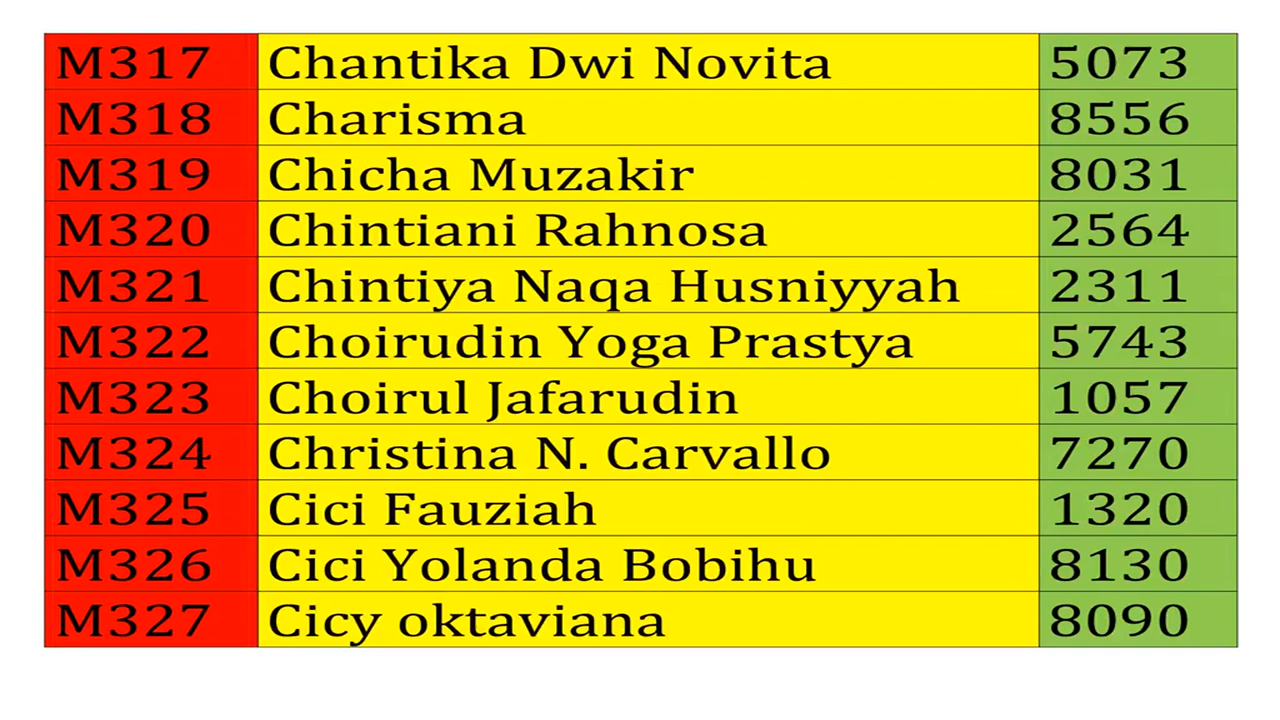 M317 Chantika Dwi Novita 5073
M318 Charisma 8556
M319 Chicha Muzakir 8031
M320 Chintiani Rahnosa 2564
M321 Chintiya Naqa Husniyyah 2311
M322 Choirudin Yoga Prastya 5743
M323 Choirul Jafarudin 1057
M324 Christina N. Carvallo 7270
M325 Cici Fauziah 1320
M326 Cici Yolanda Bobihu 8130
M327 Cicy oktaviana 8090